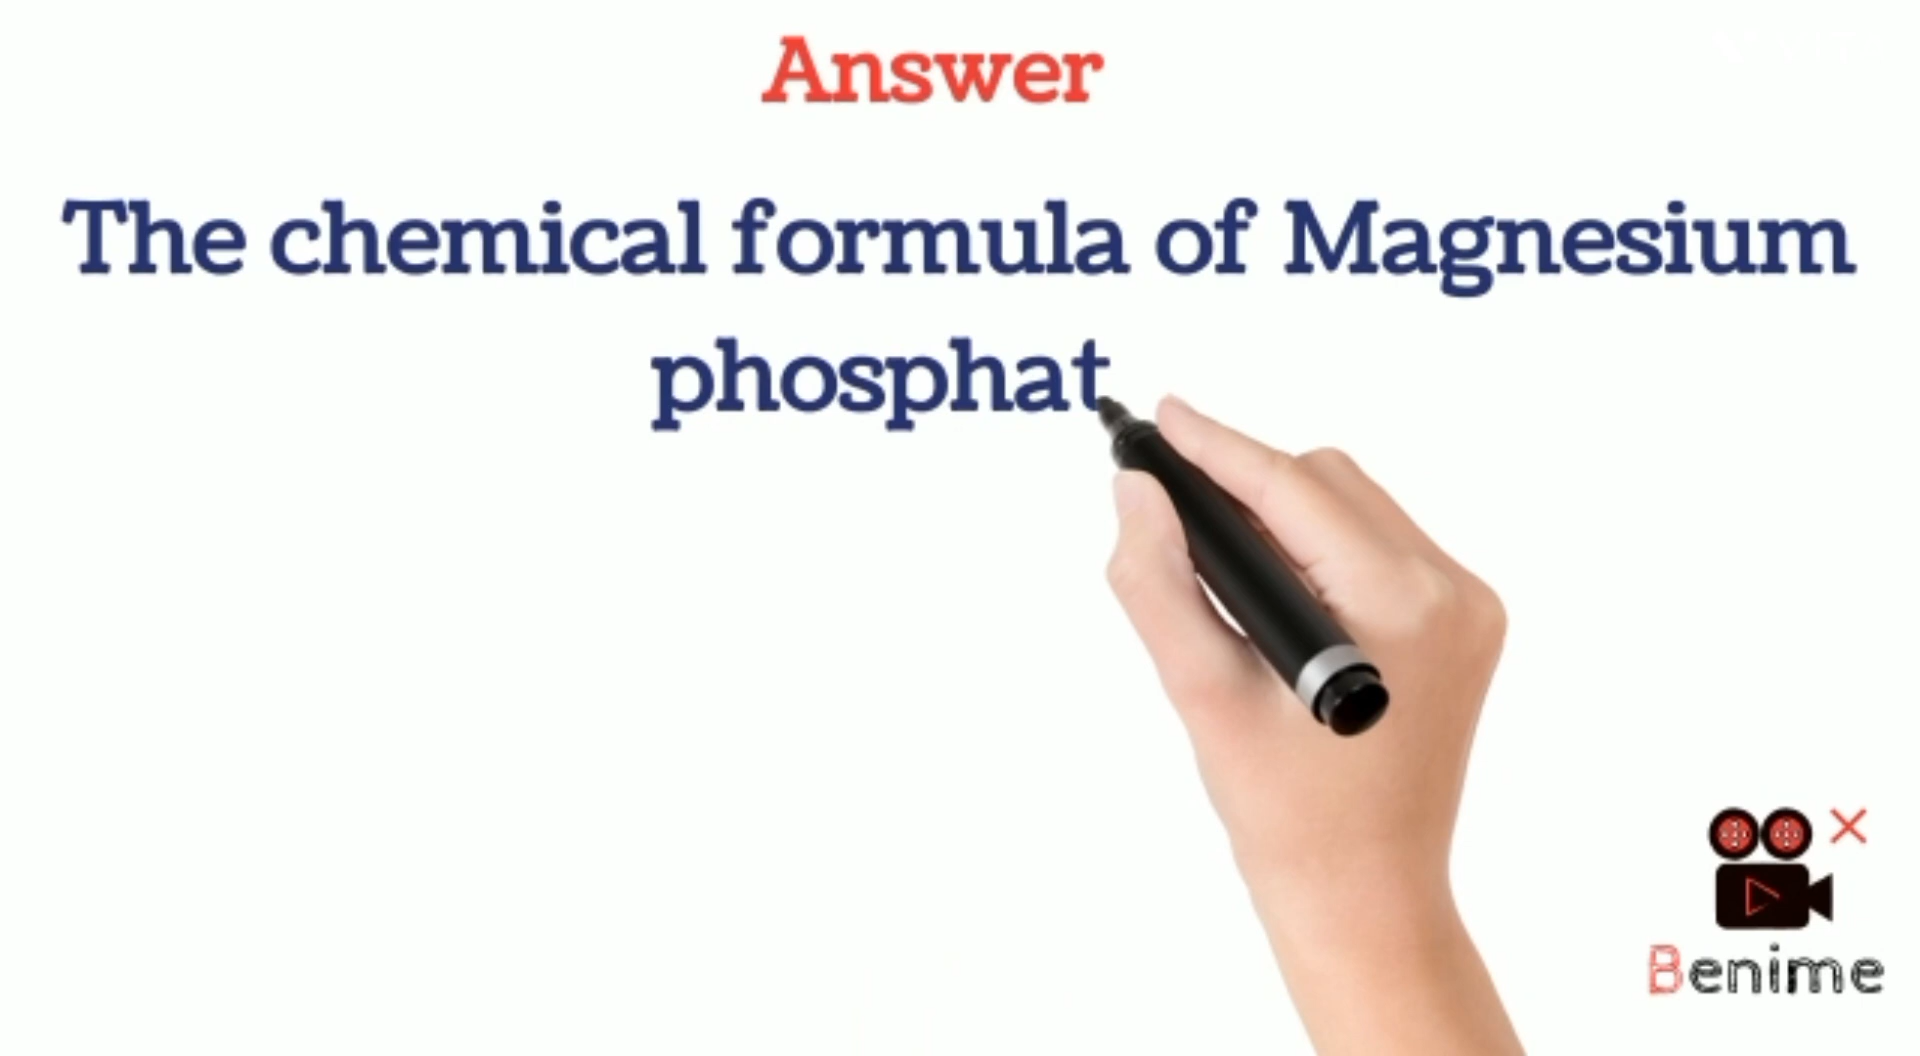 Answer
The chemical formula of Magnesium
phosphat
Benime